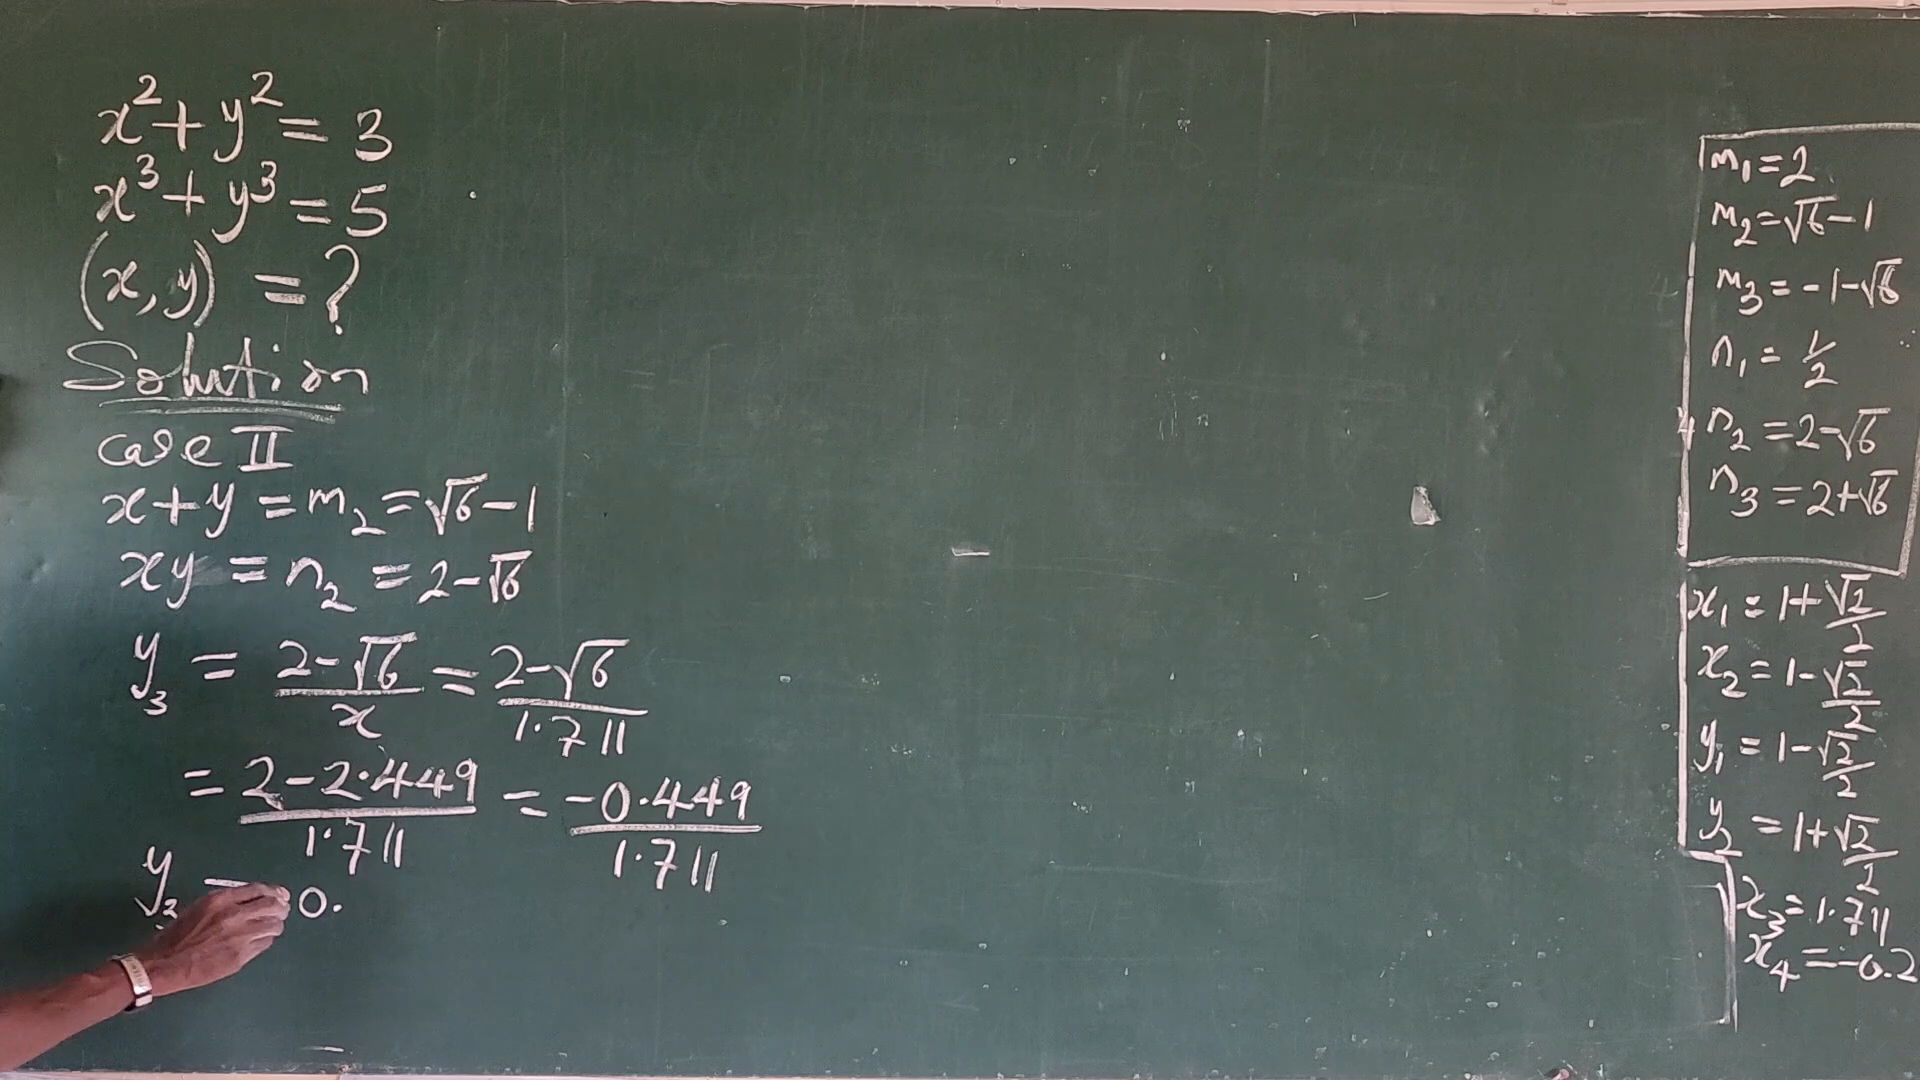 x²+y²=3
x³+y³=5
(x,y) =?
Solution
case II
x+y=m₂=√6-1
xy=n₂=2-√6
y₃ = 2-√6/x = 2-√6/1.711
= 2-2.449/1.711 = -0.449/1.711
y₃ - 0.
m₁=2
m₂=√6-1
m₃=-1-√6
n₁=1/2
n₂=2-√6
n₃=2+√6
x₁=1+√2/2
x₂=1-√2/2
y₁=1-√2/2
y₂=1+√2/2
x₃=1.711
x₄=-0.2